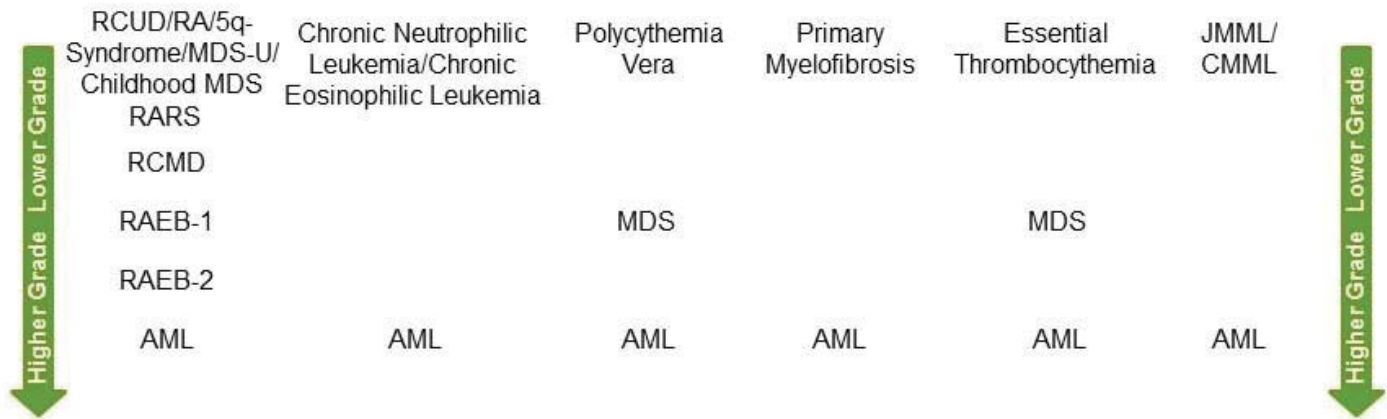 RCUD/RA/5q-
Syndrome/MDS-U/
Childhood MDS
RARS
RCMD
RAEB-1
RAEB-2
AML
Chronic Neutrophilic
Leukemia/Chronic
Eosinophilic Leukemia
AML
Polycythemia
Vera
MDS
AML
Primary
Myelofibrosis
AML
Essential
Thrombocythemia
MDS
AML
JMML/
CMML
AML
Higher Grade Lower Grade
Higher Grade Lower Grade